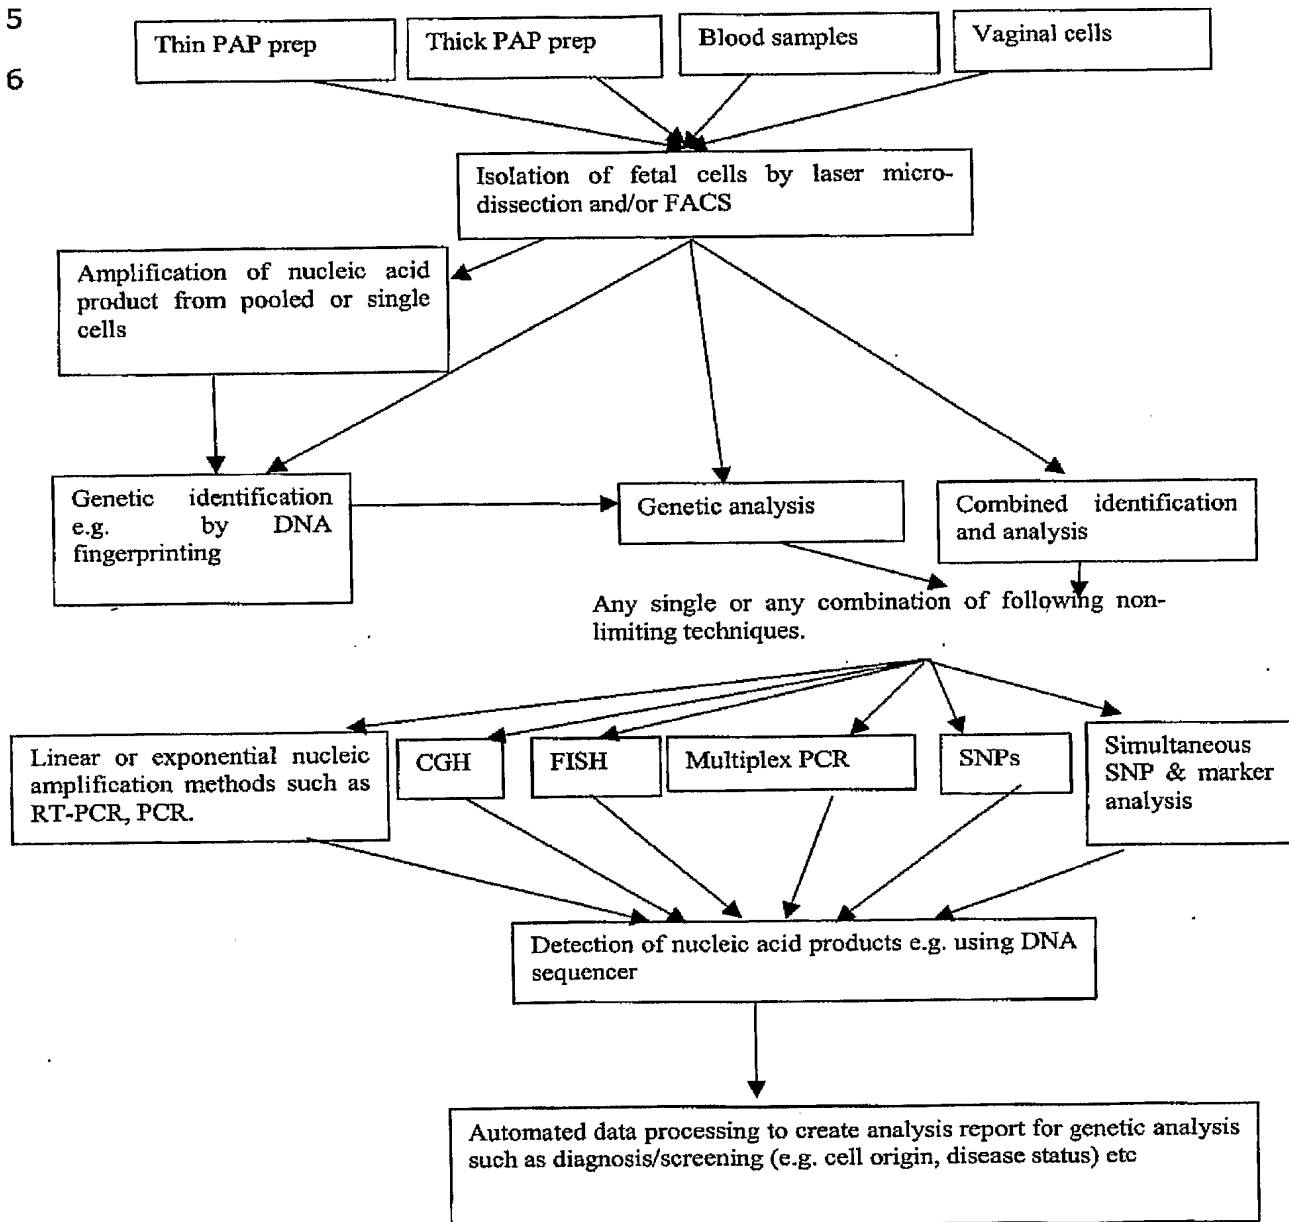 5
Thin PAP prep
Thick PAP prep
Blood samples
Vaginal cells
6
Isolation of fetal cells by laser micro-
dissection and/or FACS
Amplification of nucleic acid
product from pooled or single
cells
Genetic identification
e.g. by DNA
fingerprinting
Genetic analysis
Combined identification
and analysis
Any single or any combination of following non-
limiting techniques.
Linear or exponential nucleic
amplification methods such as
RT-PCR, PCR.
CGH
FISH
Multiplex PCR
SNPs
Simultaneous
SNP & marker
analysis
Detection of nucleic acid products e.g. using DNA
sequencer
Automated data processing to create analysis report for genetic analysis
such as diagnosis/screening (e.g. cell origin, disease status) etc